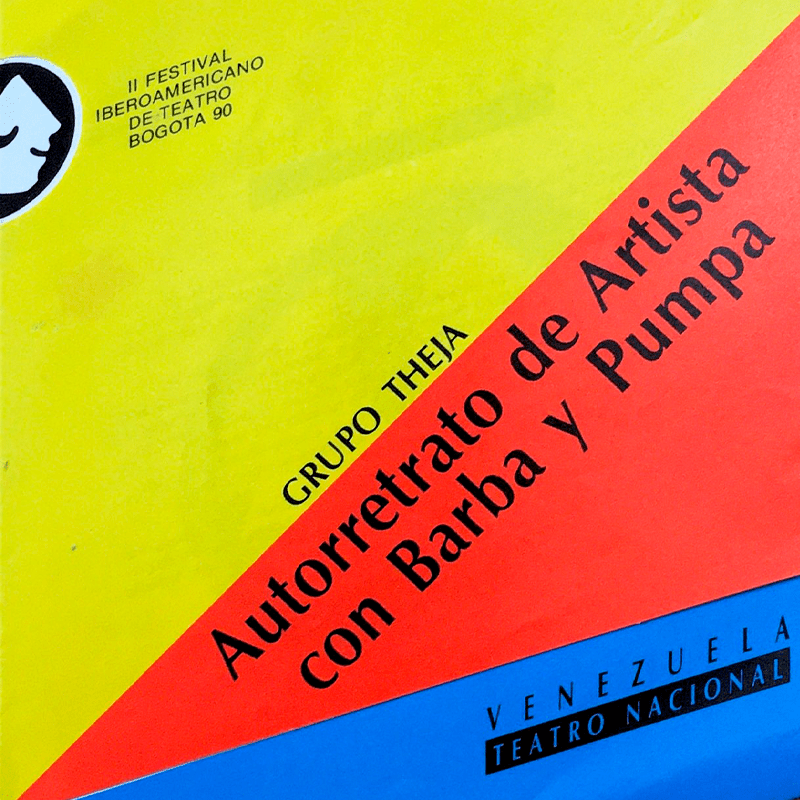 II FESTIVAL
IBEROAMERICANO
DE TEATRO
BOGOTA 90
GRUPO THEJA
Autorretrato de Artista
con Barba y Pumpa
VENEZUELA
TEATRO NACIONAL